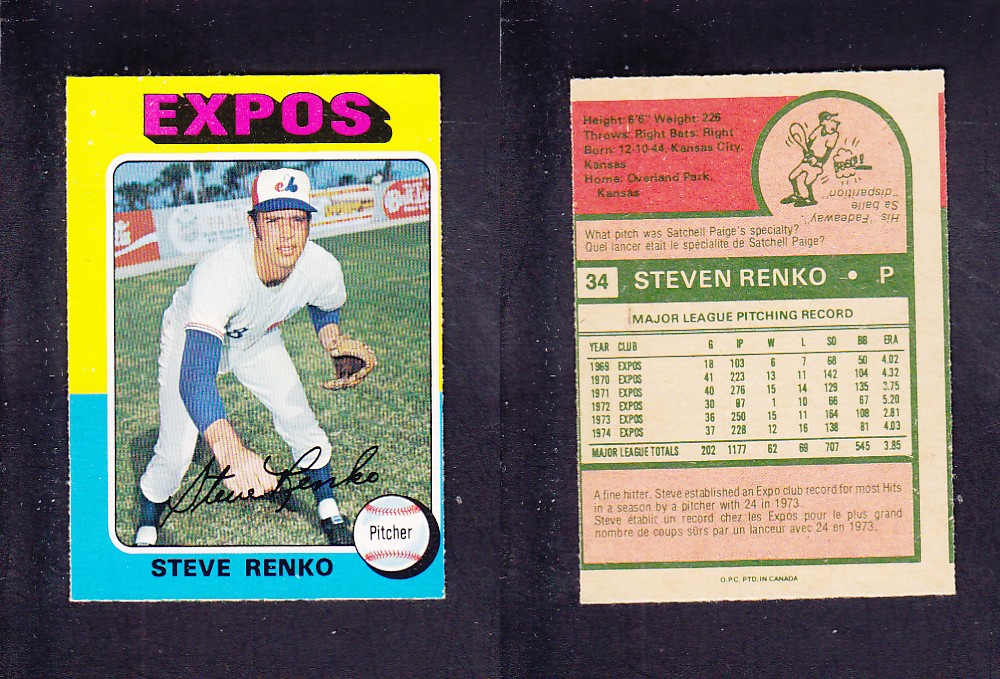 EXPOS
Steve Renko
Pitcher
STEVE RENKO
Height: 6'6" Weight: 226
Throws: Right Bats: Right
Born: 12-10-44, Kansas City,
Kansas
Home: Overland Park,
Kansas
His "Fadeaway"
Sa balle
"disparition"
What pitch was Satchell Paige's specialty?
Quel lancer etait le spécialité de Satchell Paige?
34 STEVEN RENKO • P
MAJOR LEAGUE PITCHING RECORD
YEAR CLUB G IP W L SO BB ERA
1969 EXPOS 18 103 6 7 68 50 4.02
1970 EXPOS 41 223 13 11 142 104 4.32
1971 EXPOS 40 276 15 14 129 135 3.75
1972 EXPOS 30 97 1 10 66 67 5.20
1973 EXPOS 36 250 15 11 164 108 2.81
1974 EXPOS 37 228 12 16 138 81 4.03
MAJOR LEAGUE TOTALS 202 1177 62 69 707 545 3.85
A fine hitter. Steve established an Expo club record for most Hits
in a season by a pitcher with 24 in 1973.
Steve établit un record chez les Expos pour le plus grand
nombre de coups sûrs par un lanceur avec 24 en 1973.
O.P.C. PTD. IN CANADA